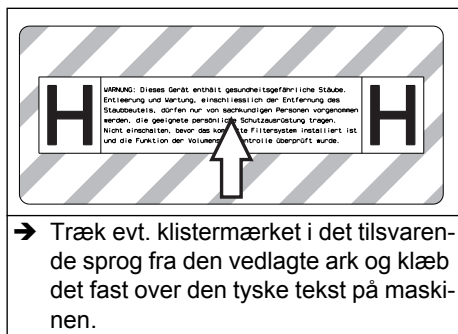 H
WARNUNG: Dieses Gerät enthält gesundheitsgefährliche Stäube.
Entleerung und Wartung, einschliesslich der Entfernung des
Staubbeutels, dürfen nur von sachkundigen Personen vorgenommen
werden, die geeignete persönliche Schutzausrüstung tragen.
Nicht einschalten, bevor das Filtersystem installiert ist
und die Funktion der überprüft wurde.
H
➔ Træk evt. klistermærket i det tilsvaren-
de sprog fra den vedlagte ark og klæb
det fast over den tyske tekst på maski-
nen.